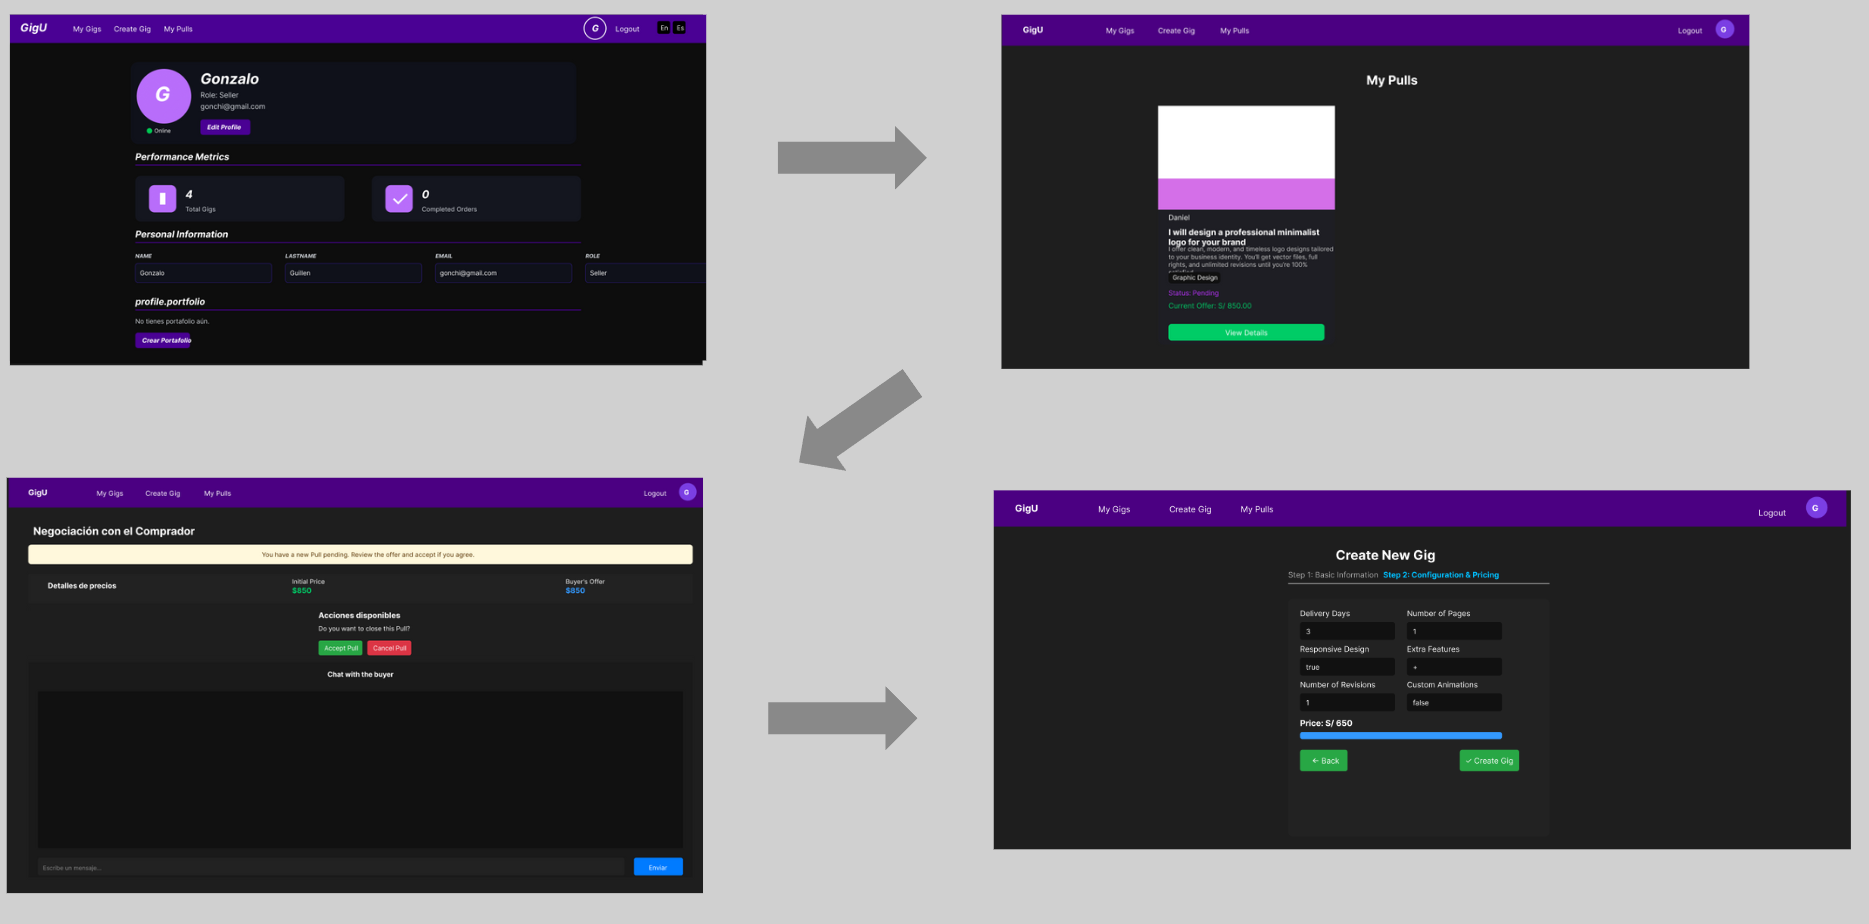 GigU My Gigs Create Gig My Pulls G Logout En Es
G
Gonzalo
Role: Seller
gonchi@gmail.com
Online
Edit Profile
Performance Metrics
4
Total Gigs
0
Completed Orders
Personal Information
NAME LASTNAME EMAIL ROLE
Gonzalo Guillen gonchi@gmail.com Seller
profile.portfolio
No tienes portafolio aún.
Crear Portafolio
GigU My Gigs Create Gig My Pulls Logout G
My Pulls
Daniel
I will design a professional minimalist
logo for your brand
I offer clean, modern, and timeless logo designs tailored
to your business identity. You'll get vector files, full
rights, and unlimited revisions until you're 100%
Graphic Design
Status: Pending
Current Offer: S/ 850.00
View Details
GigU My Gigs Create Gig My Pulls Logout G
Negociación con el Comprador
You have a new Pull pending. Review the offer and accept if you agree.
Detalles de precios
Initial Price
$850
Buyer's Offer
$850
Acciones disponibles
Do you want to close this Pull?
Accept Pull Cancel Pull
Chat with the buyer
Escribe un mensaje...
Enviar
GigU My Gigs Create Gig My Pulls Logout G
Create New Gig
Step 1: Basic Information Step 2: Configuration & Pricing
Delivery Days Number of Pages
3 1
Responsive Design Extra Features
true +
Number of Revisions Custom Animations
1 false
Price: S/ 650
← Back ✓ Create Gig